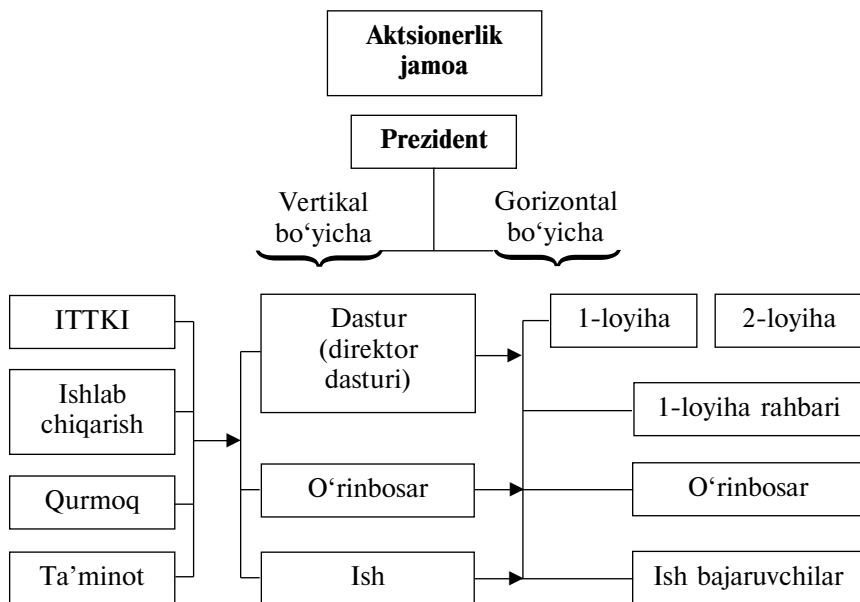 Aktsionerlik
jamoa
Prezident
Vertikal
bo‘yicha
Gorizontal
bo‘yicha
ITTKI
Ishlab
chiqarish
Qurmoq
Ta’minot
Dastur
(direktor
dasturi)
O‘rinbosar
Ish
1-loyiha
2-loyiha
1-loyiha rahbari
O‘rinbosar
Ish bajaruvchilar